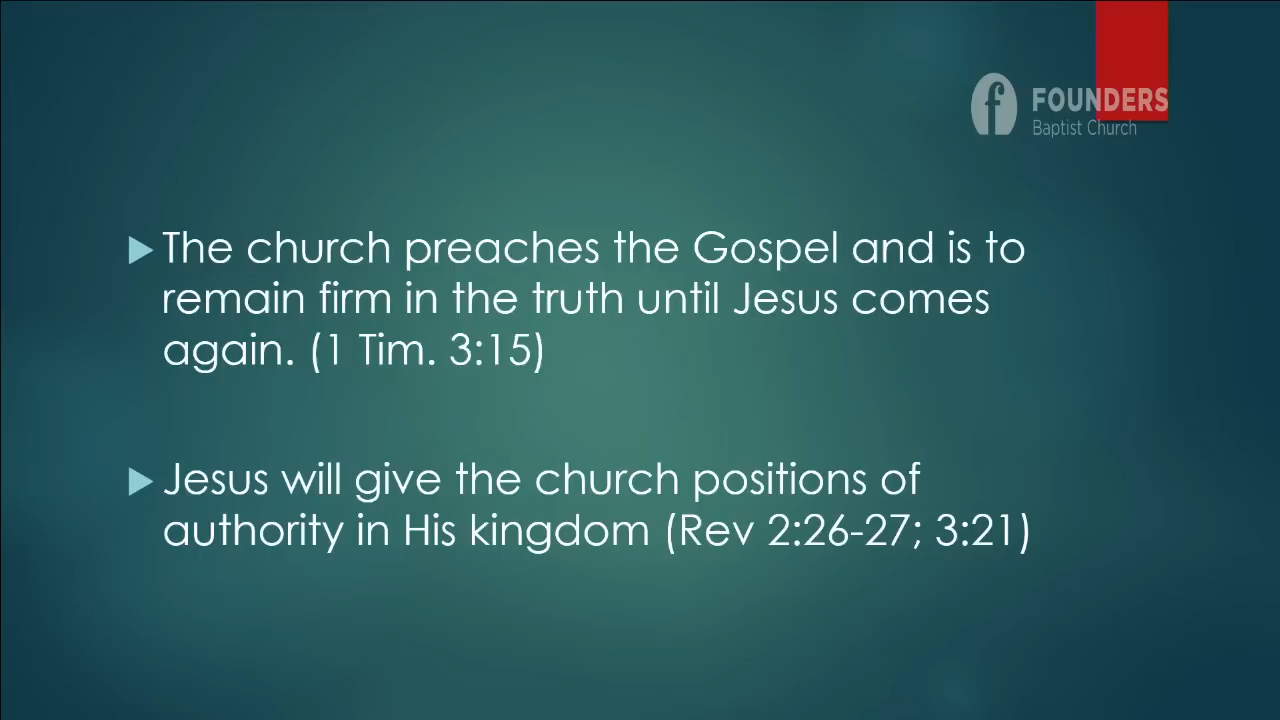 FOUNDERS
Baptist Church
The church preaches the Gospel and is to
remain firm in the truth until Jesus comes
again. (1 Tim. 3:15)
Jesus will give the church positions of
authority in His kingdom (Rev 2:26-27; 3:21)